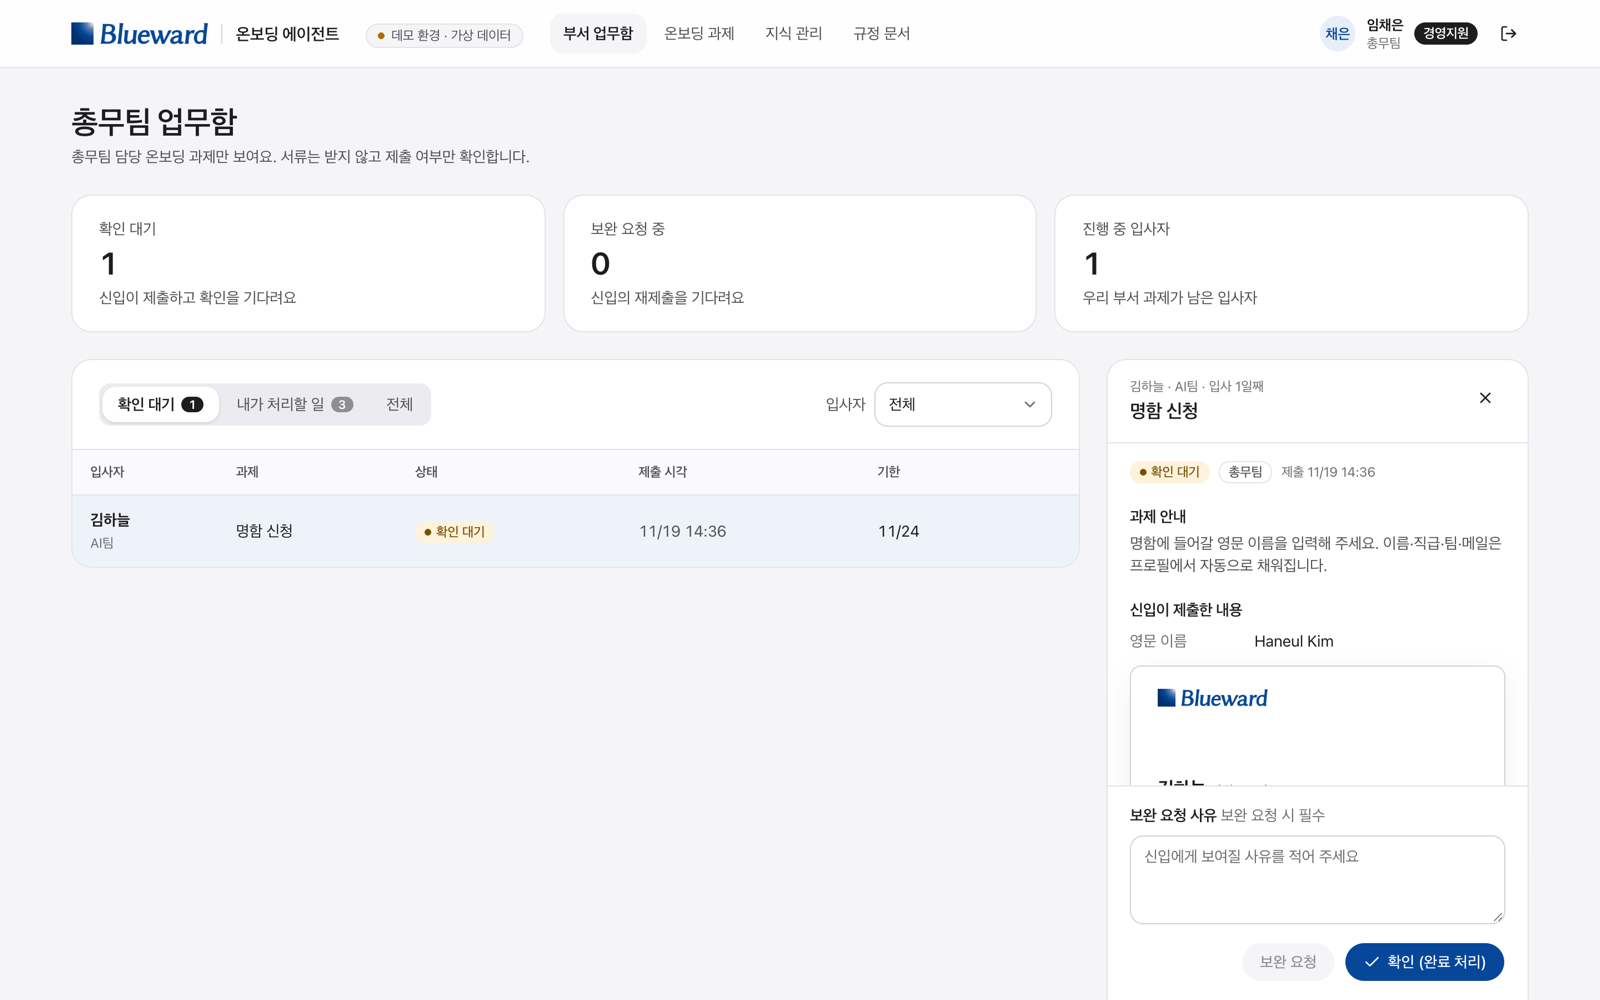 Blueward
온보딩 에이전트
데모 환경 · 가상 데이터
부서 업무함
온보딩 과제
지식 관리
규정 문서
채은
임채은
총무팀
경영지원
총무팀 업무함
총무팀 담당 온보딩 과제만 보여요. 서류는 받지 않고 제출 여부만 확인합니다.
확인 대기
1
신입이 제출하고 확인을 기다려요
보완 요청 중
0
신입의 재제출을 기다려요
진행 중 입사자
1
우리 부서 과제가 남은 입사자
확인 대기 1
내가 처리할 일 3
전체
입사자
전체
입사자 과제 상태 제출 시각 기한
김하늘
AI팀
명함 신청
확인 대기
11/19 14:36
11/24
김하늘 · AI팀 · 입사 1일째
명함 신청
확인 대기
총무팀
제출 11/19 14:36
과제 안내
명함에 들어갈 영문 이름을 입력해 주세요. 이름·직급·팀·메일은
프로필에서 자동으로 채워집니다.
신입이 제출한 내용
영문 이름 Haneul Kim
Blueward
김하늘
보완 요청 사유 보완 요청 시 필수
신입에게 보여질 사유를 적어 주세요
보완 요청
확인 (완료 처리)